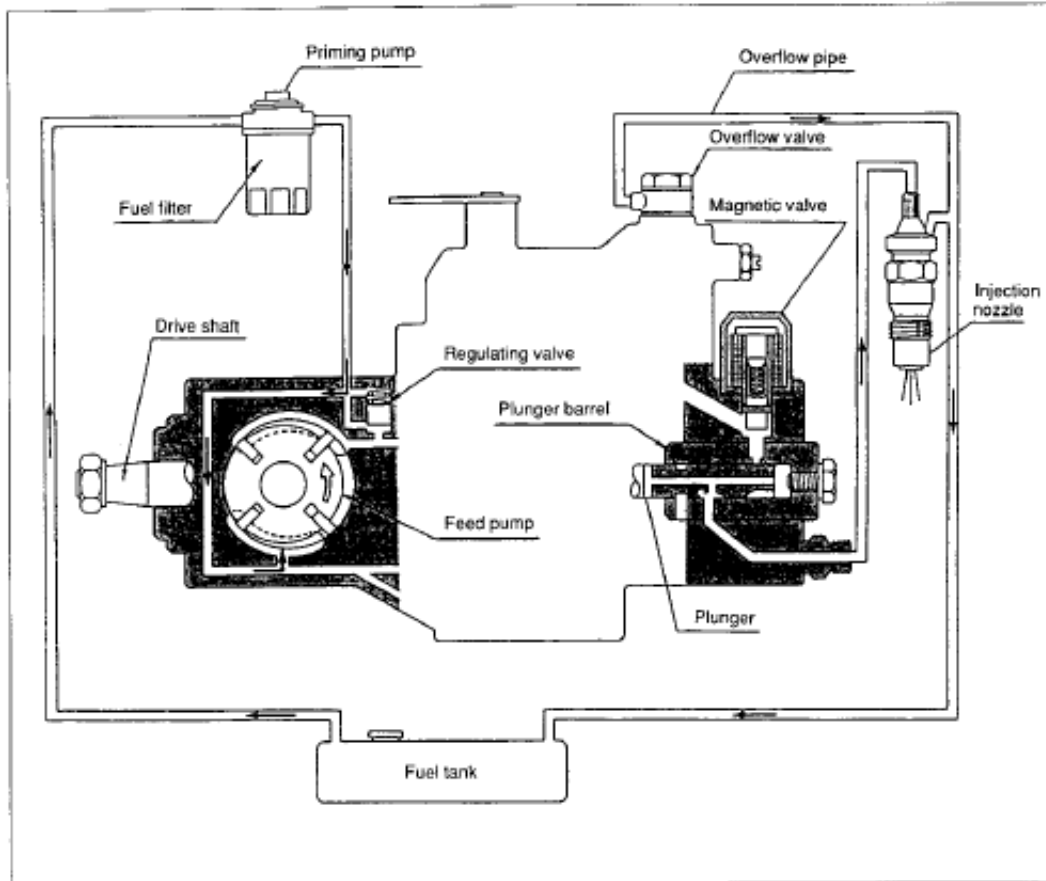 Priming pump
Overflow pipe
Overflow valve
Fuel filter
Magnetic valve
Injection
nozzle
Drive shaft
Regulating valve
Plunger barrel
Feed pump
Plunger
Fuel tank